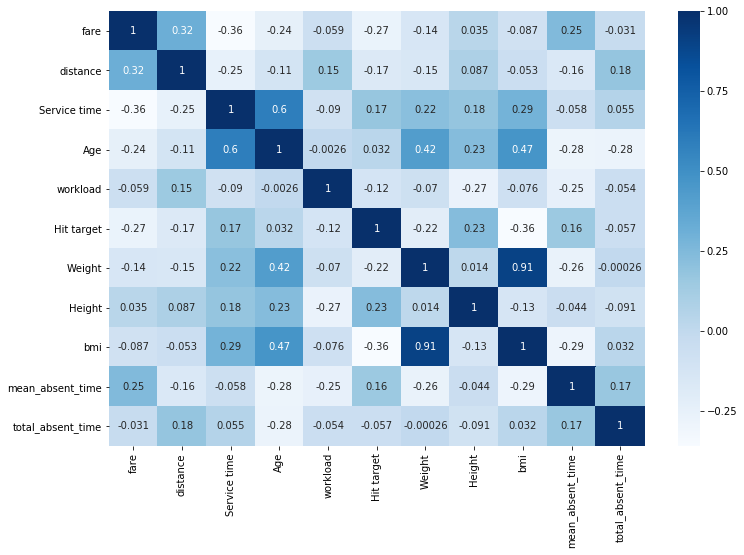 fare 1 0.32 -0.36 -0.24 -0.059 -0.27 -0.14 0.035 -0.087 0.25 -0.031
distance 0.32 1 -0.25 -0.11 0.15 -0.17 -0.15 0.087 -0.053 -0.16 0.18
Service time -0.36 -0.25 1 0.6 -0.09 0.17 0.22 0.18 0.29 -0.058 0.055
Age -0.24 -0.11 0.6 1 -0.0026 0.032 0.42 0.23 0.47 -0.28 -0.28
workload -0.059 0.15 -0.09 -0.0026 1 -0.12 -0.07 -0.27 -0.076 -0.25 -0.054
Hit target -0.27 -0.17 0.17 0.032 -0.12 1 -0.22 0.23 -0.36 0.16 -0.057
Weight -0.14 -0.15 0.22 0.42 -0.07 -0.22 1 0.014 0.91 -0.26 -0.00026
Height 0.035 0.087 0.18 0.23 -0.27 0.23 0.014 1 -0.13 -0.044 -0.091
bmi -0.087 -0.053 0.29 0.47 -0.076 -0.36 0.91 -0.13 1 -0.29 0.032
mean_absent_time 0.25 -0.16 -0.058 -0.28 -0.25 0.16 -0.26 -0.044 -0.29 1 0.17
total_absent_time -0.031 0.18 0.055 -0.28 -0.054 -0.057 -0.00026 -0.091 0.032 0.17 1
fare
distance
Service time
Age
workload
Hit target
Weight
Height
bmi
mean_absent_time
total_absent_time
1.00
0.75
0.50
0.25
0.00
−0.25